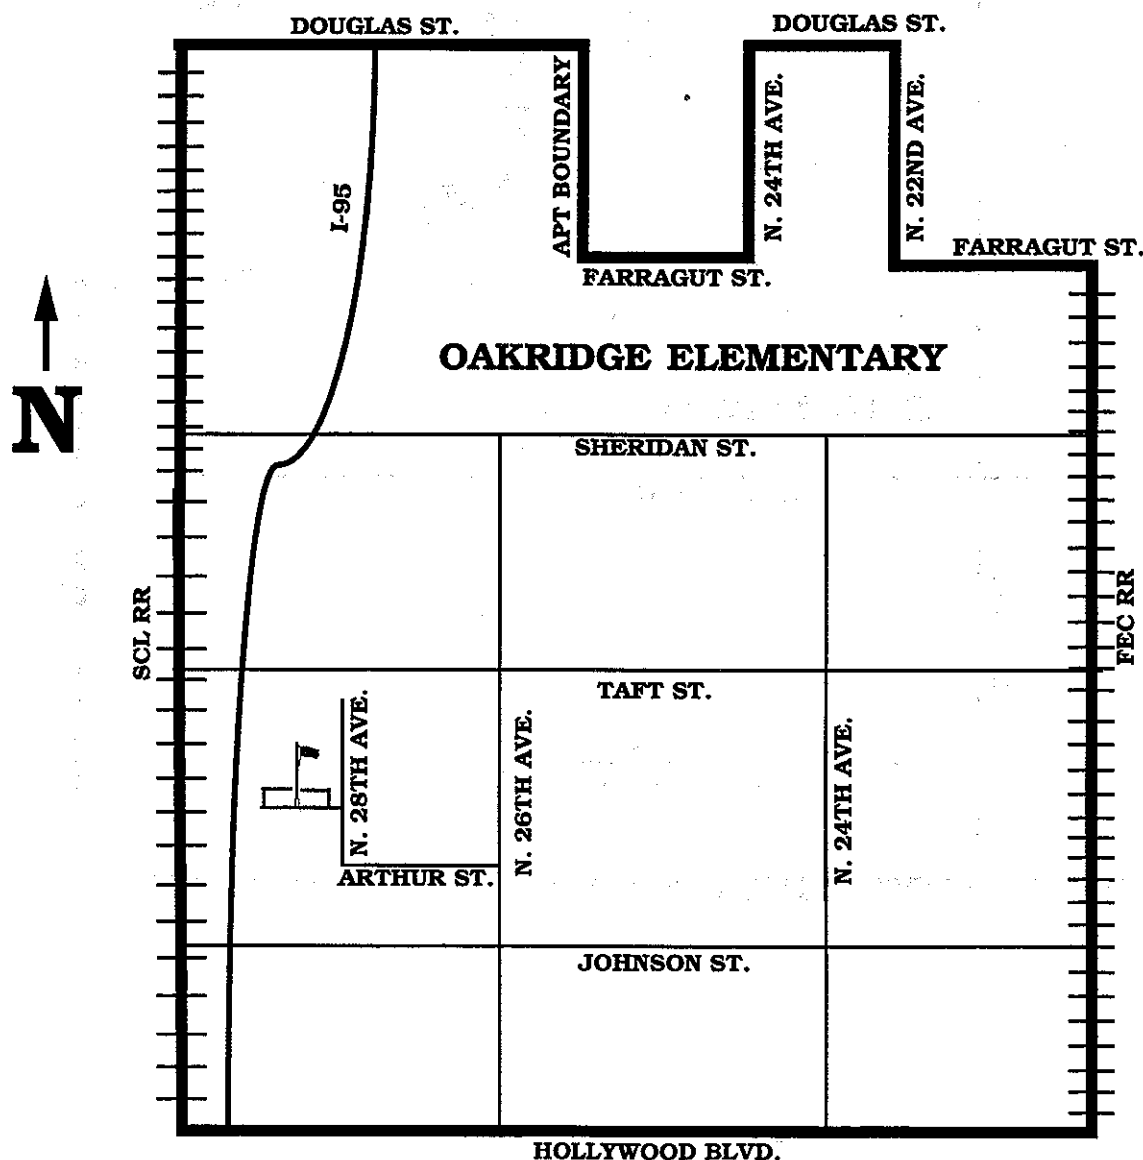 DOUGLAS ST.
DOUGLAS ST.
APT BOUNDARY
N. 24TH AVE.
N. 22ND AVE.
I-95
FARRAGUT ST.
FARRAGUT ST.
OAKRIDGE ELEMENTARY
N
SHERIDAN ST.
SCL RR
FEC RR
TAFT ST.
N. 28TH AVE.
N. 26TH AVE.
N. 24TH AVE.
ARTHUR ST.
JOHNSON ST.
HOLLYWOOD BLVD.